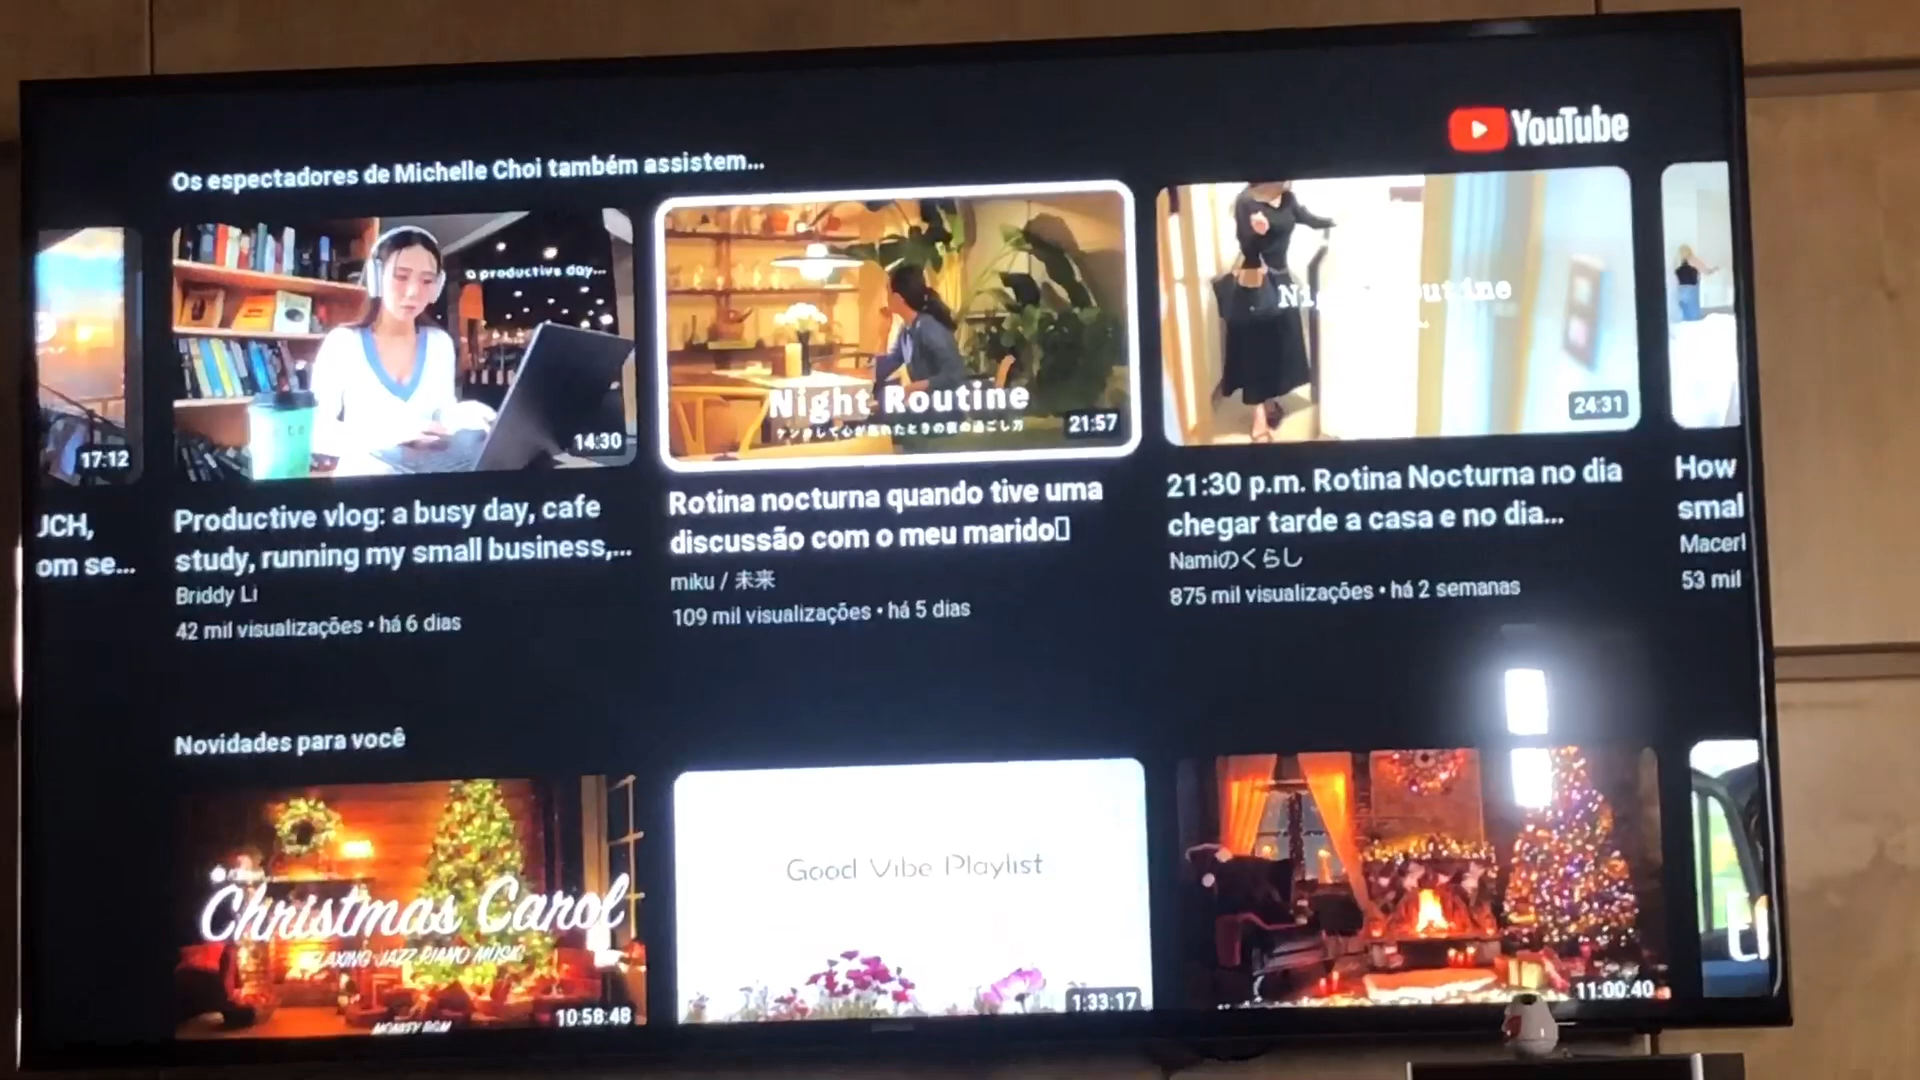 YouTube
Os espectadores de Michelle Choi também assistem...
a productive day...
Night Routine
17:12
14:30
21:57
24:31
JCH,
om se...
Productive vlog: a busy day, cafe
study, running my small business,...
Briddy Li
42 mil visualizações • há 6 dias
Rotina nocturna quando tive uma
discussão com o meu marido
miku / 未来
109 mil visualizações • há 5 dias
21:30 p.m. Rotina Nocturna no dia
chegar tarde a casa e no dia...
Namiのくらし
875 mil visualizações • há 2 semanas
How
smal
Macerl
53 mil
Novidades para você
Christmas Carol
RELAXING JAZZ PIANO MUSIC
10:58:48
Good Vibe Playlist
1:33:17
11:00:40